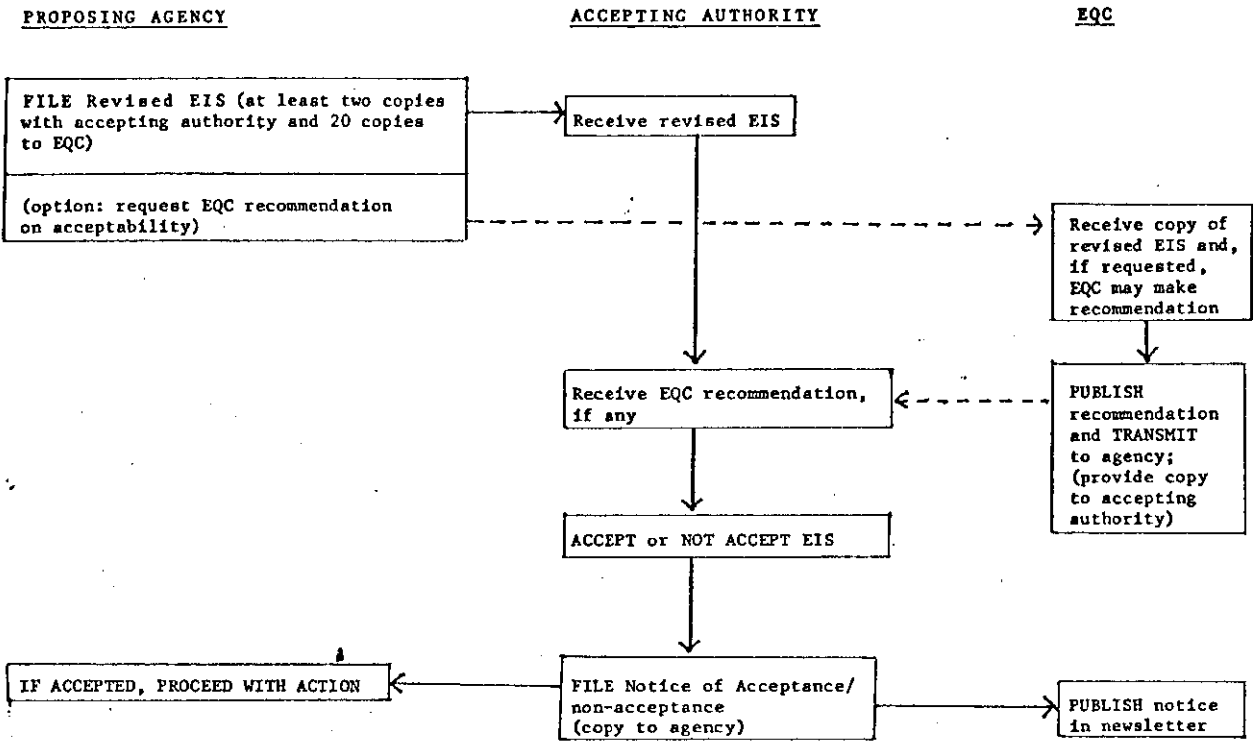 PROPOSING AGENCY
ACCEPTING AUTHORITY
EQC
FILE Revised EIS (at least two copies
with accepting authority and 20 copies
to EQC)
(option: request EQC recommendation
on acceptability)
Receive revised EIS
Receive copy of
revised EIS and,
if requested,
EQC may make
recommendation
Receive EQC recommendation,
if any
PUBLISH
recommendation
and TRANSMIT
to agency;
(provide copy
to accepting
authority)
ACCEPT or NOT ACCEPT EIS
IF ACCEPTED, PROCEED WITH ACTION
FILE Notice of Acceptance/
non-acceptance
(copy to agency)
PUBLISH notice
in newsletter